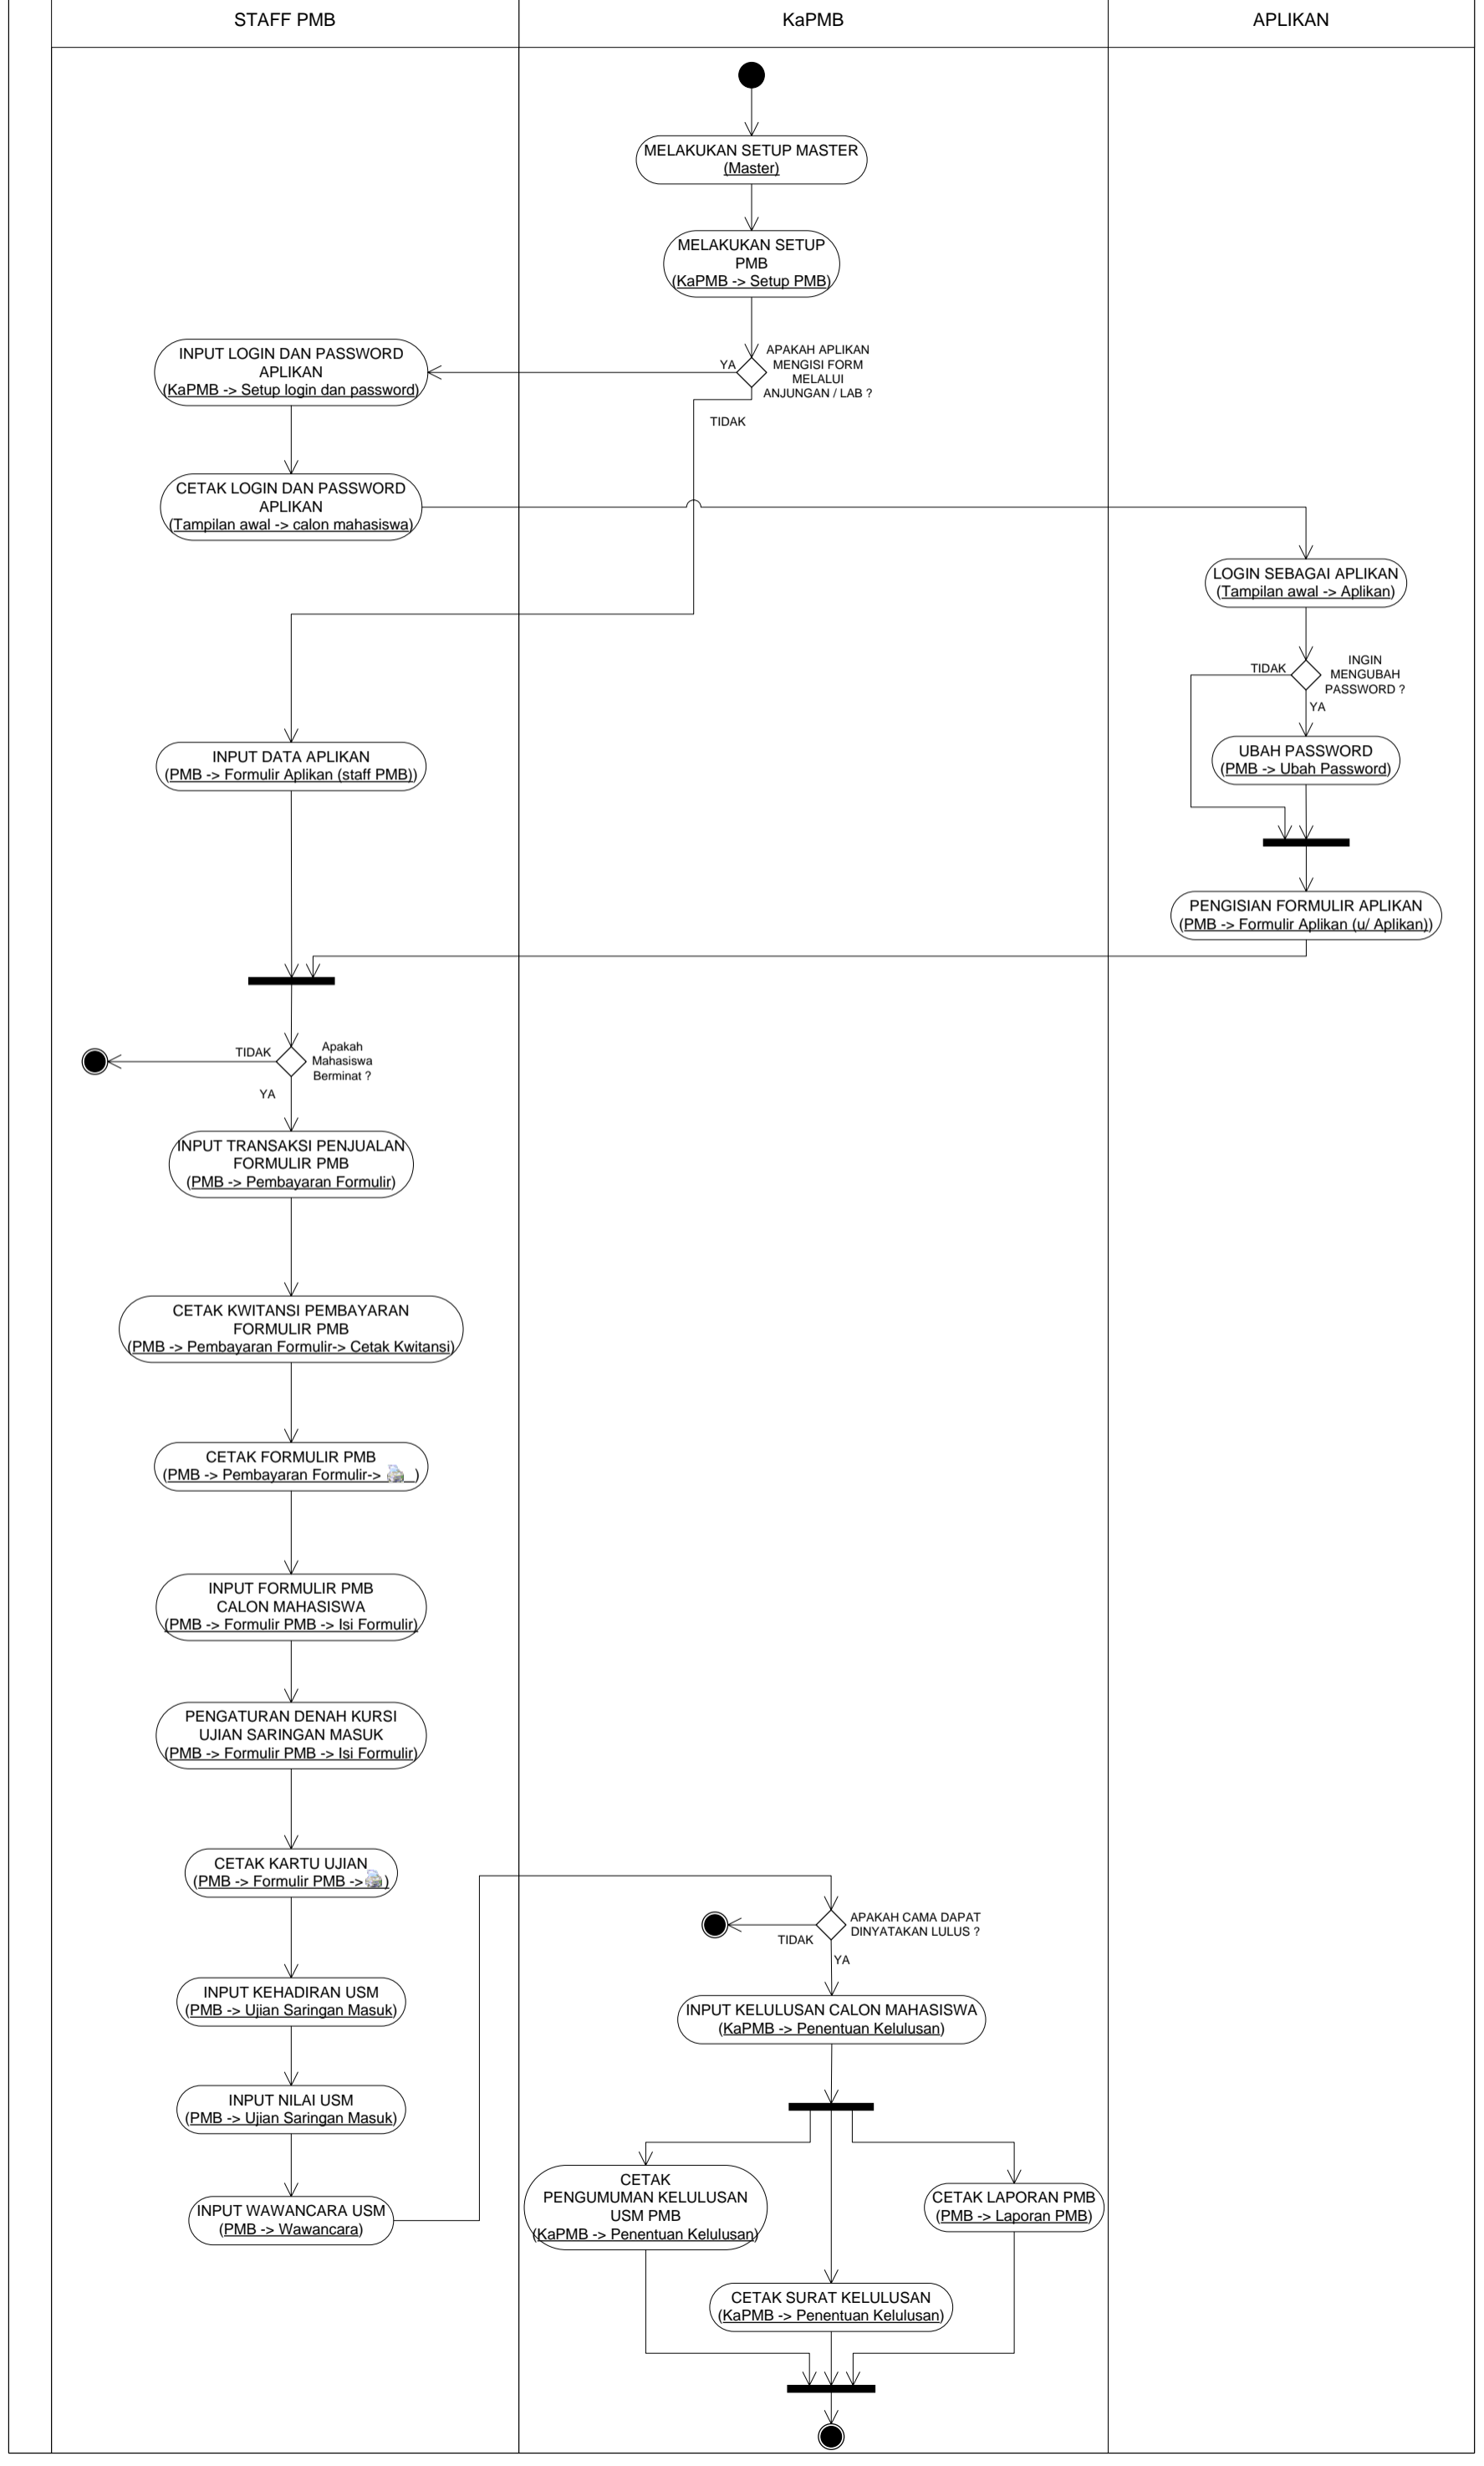 STAFF PMB
KaPMB
APLIKAN
MELAKUKAN SETUP MASTER
(Master)
MELAKUKAN SETUP
PMB
(KaPMB -> Setup PMB)
APAKAH APLIKAN
MENGISI FORM
MELALUI
ANJUNGAN / LAB ?
YA
TIDAK
INPUT LOGIN DAN PASSWORD
APLIKAN
(KaPMB -> Setup login dan password)
CETAK LOGIN DAN PASSWORD
APLIKAN
(Tampilan awal -> calon mahasiswa)
LOGIN SEBAGAI APLIKAN
(Tampilan awal -> Aplikan)
INGIN
MENGUBAH
PASSWORD ?
TIDAK
YA
UBAH PASSWORD
(PMB -> Ubah Password)
INPUT DATA APLIKAN
(PMB -> Formulir Aplikan (staff PMB))
PENGISIAN FORMULIR APLIKAN
(PMB -> Formulir Aplikan (u/ Aplikan))
Apakah
Mahasiswa
Berminat ?
TIDAK
YA
INPUT TRANSAKSI PENJUALAN
FORMULIR PMB
(PMB -> Pembayaran Formulir)
CETAK KWITANSI PEMBAYARAN
FORMULIR PMB
(PMB -> Pembayaran Formulir-> Cetak Kwitansi)
CETAK FORMULIR PMB
(PMB -> Pembayaran Formulir-> )
INPUT FORMULIR PMB
CALON MAHASISWA
(PMB -> Formulir PMB -> Isi Formulir)
PENGATURAN DENAH KURSI
UJIAN SARINGAN MASUK
(PMB -> Formulir PMB -> Isi Formulir)
CETAK KARTU UJIAN
(PMB -> Formulir PMB -> )
INPUT KEHADIRAN USM
(PMB -> Ujian Saringan Masuk)
INPUT NILAI USM
(PMB -> Ujian Saringan Masuk)
INPUT WAWANCARA USM
(PMB -> Wawancara)
APAKAH CAMA DAPAT
DINYATAKAN LULUS ?
TIDAK
YA
INPUT KELULUSAN CALON MAHASISWA
(KaPMB -> Penentuan Kelulusan)
CETAK
PENGUMUMAN KELULUSAN
USM PMB
(KaPMB -> Penentuan Kelulusan)
CETAK LAPORAN PMB
(PMB -> Laporan PMB)
CETAK SURAT KELULUSAN
(KaPMB -> Penentuan Kelulusan)